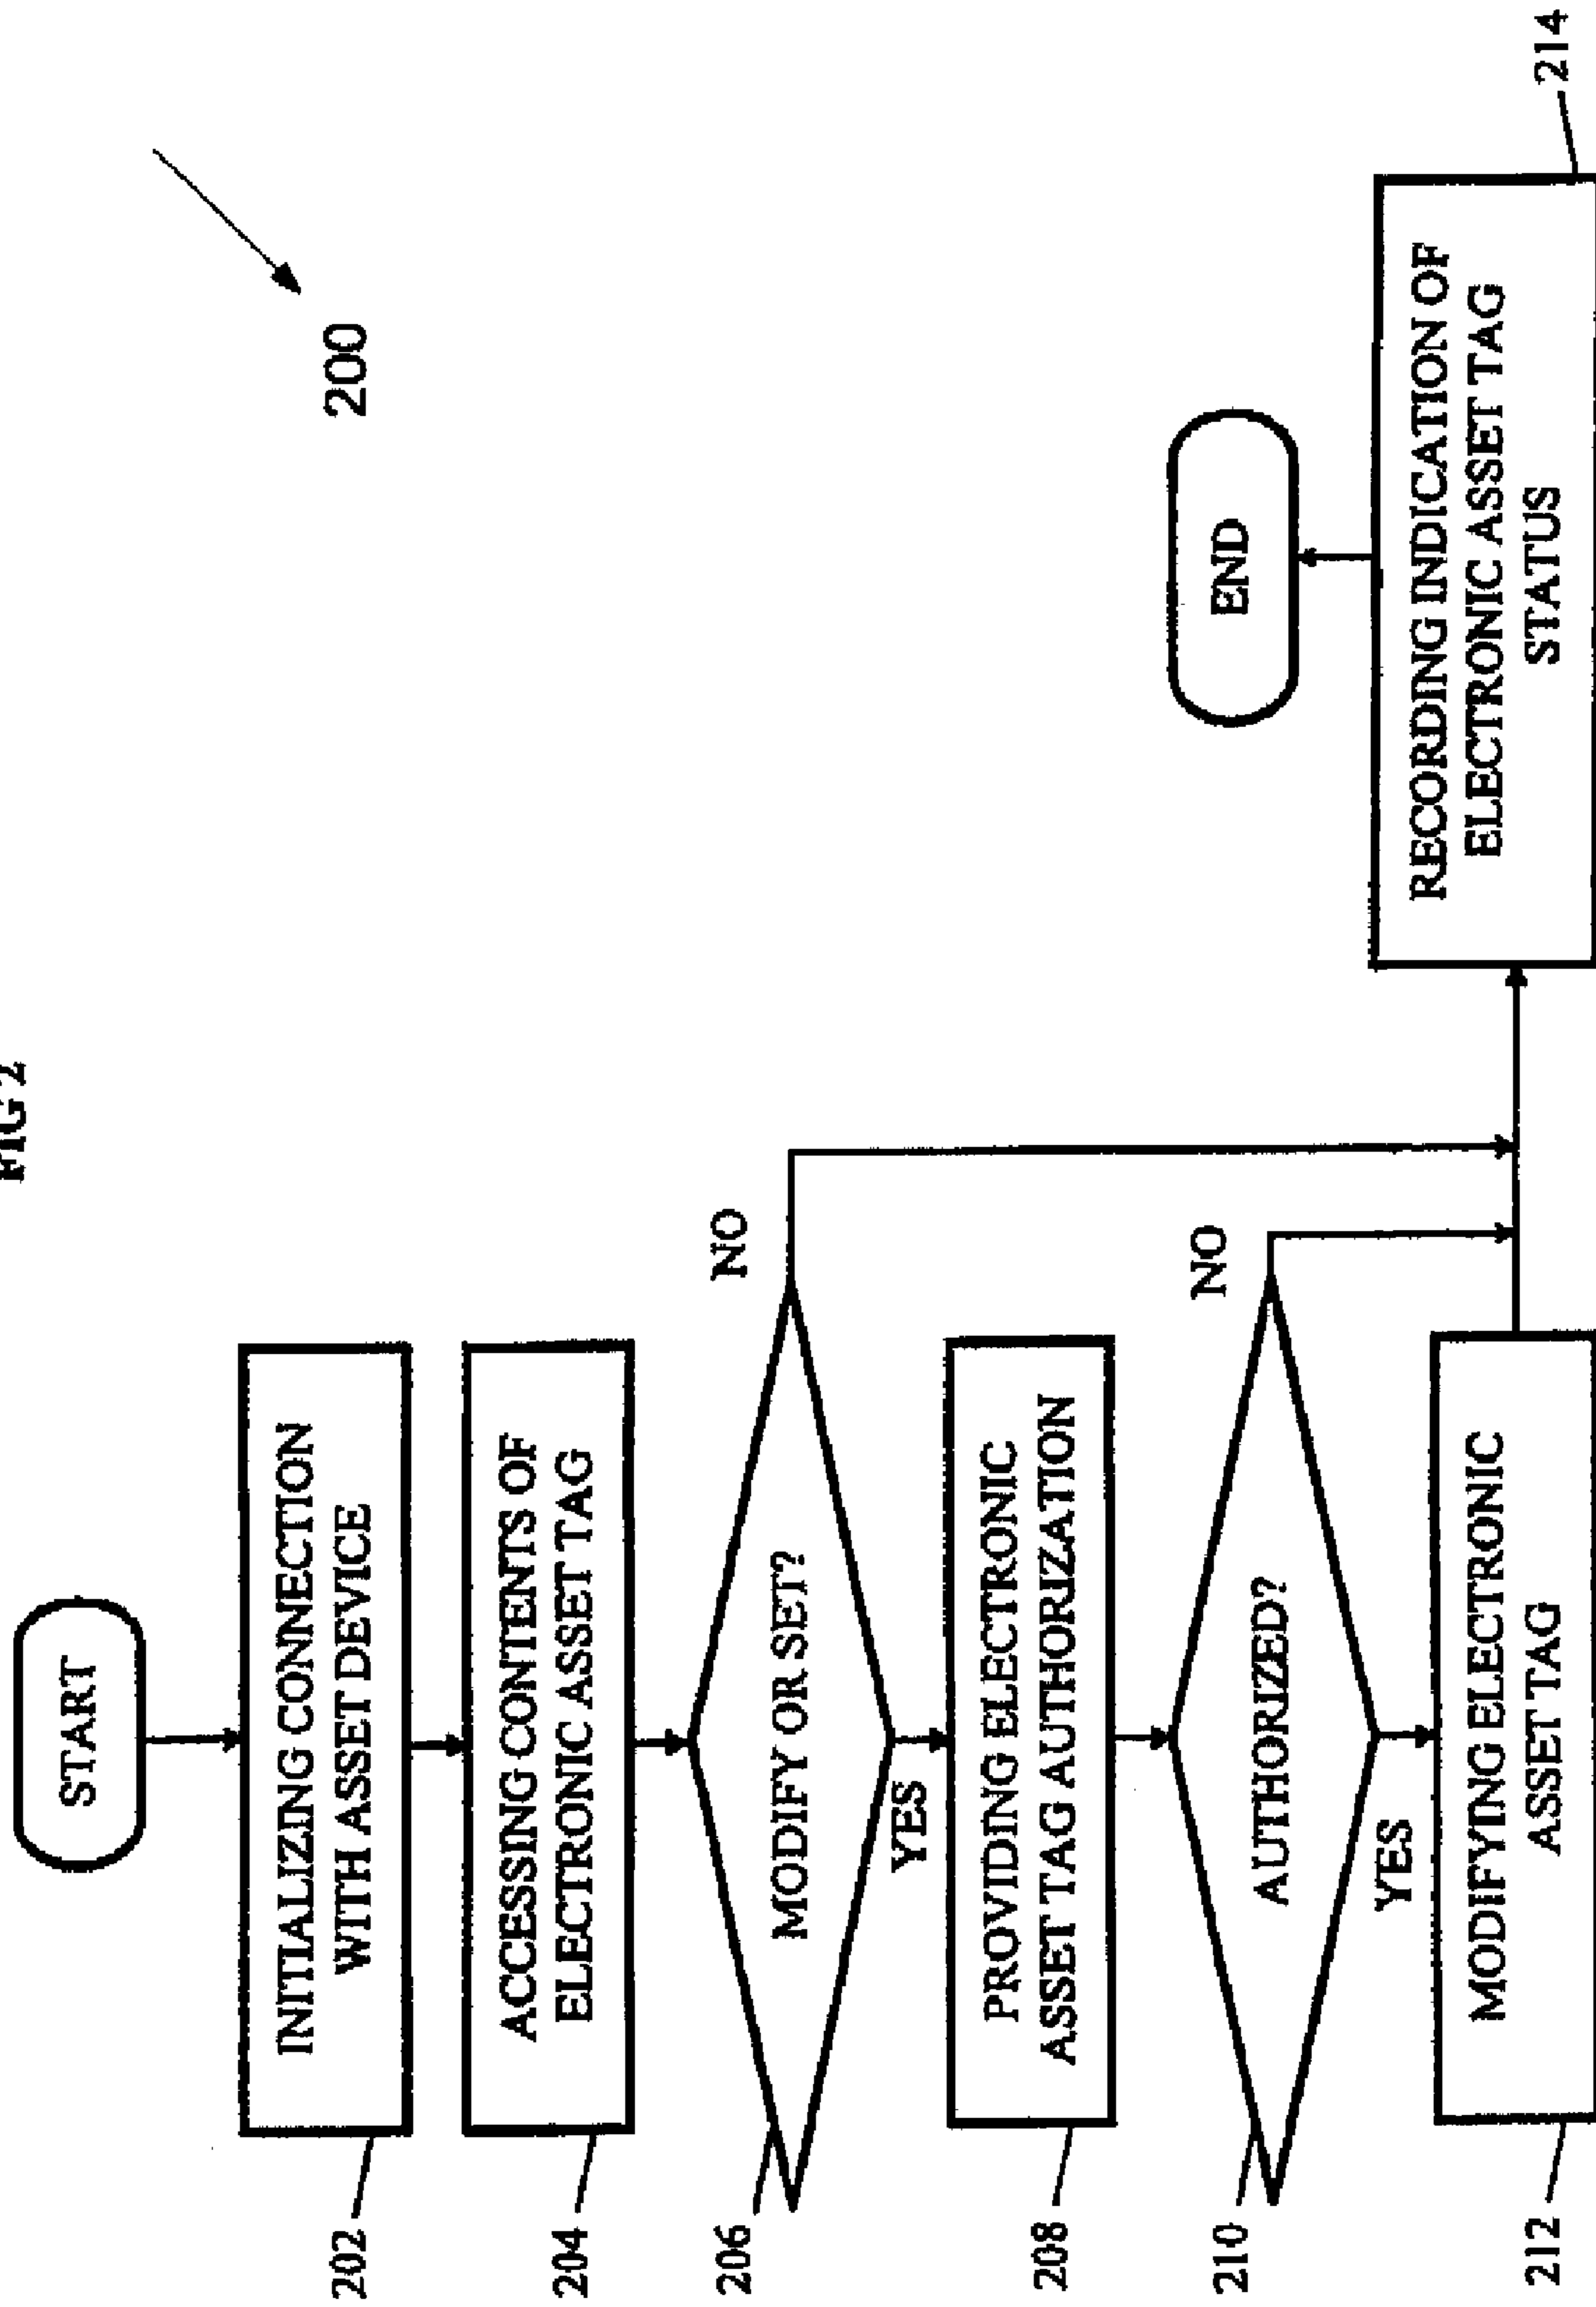 FIG 2
200
START
202
INITIALIZING CONNECTION
WITH ASSET DEVICE
204
ACCESSING CONTENTS OF
ELECTRONIC ASSET TAG
206
MODIFY OR SET?
NO
YES
208
PROVIDING ELECTRONIC
ASSET TAG AUTHORIZATION
210
AUTHORIZED?
NO
YES
212
MODIFYING ELECTRONIC
ASSET TAG
END
RECORDING INDICATION OF
ELECTRONIC ASSET TAG
STATUS
214